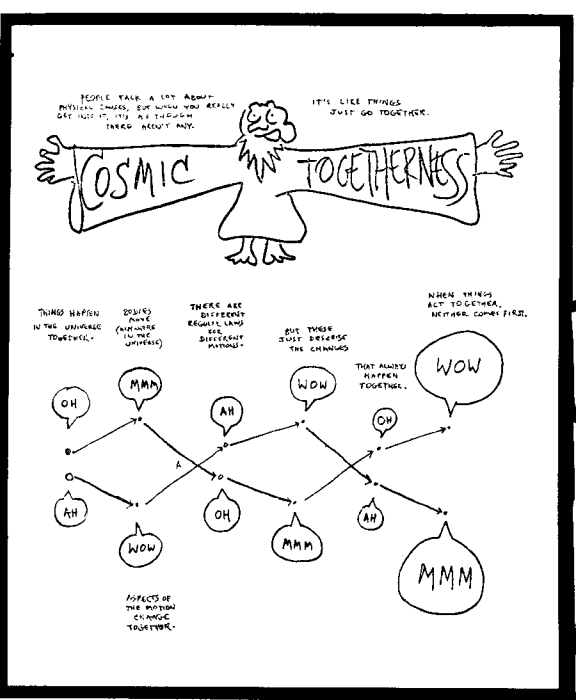 PEOPLE TALK A LOT ABOUT
PHYSICAL CAUSES, BUT WHEN YOU REALLY
GET INTO IT, IT'S AS THOUGH
THERE AREN'T ANY.
IT'S LIKE THINGS
JUST GO TOGETHER.
COSMIC
TOGETHERNESS
THINGS HAPPEN
IN THE UNIVERSE
TOGETHER.
BODIES
MOVE
(ANYWHERE
IN THE
UNIVERSE)
THERE ARE
DIFFERENT
REGULAR LAWS
FOR
DIFFERENT
MOTIONS.
BUT THESE
JUST DESCRIBE
THE CHANGES
THAT ALWAYS
HAPPEN
TOGETHER.
WHEN THINGS
ACT TOGETHER,
NEITHER COMES FIRST.
OH
MMM
AH
WOW
OH
WOW
A
AH
WOW
OH
MMM
AH
MMM
ASPECTS OF
THE MOTION
CHANGE
TOGETHER.